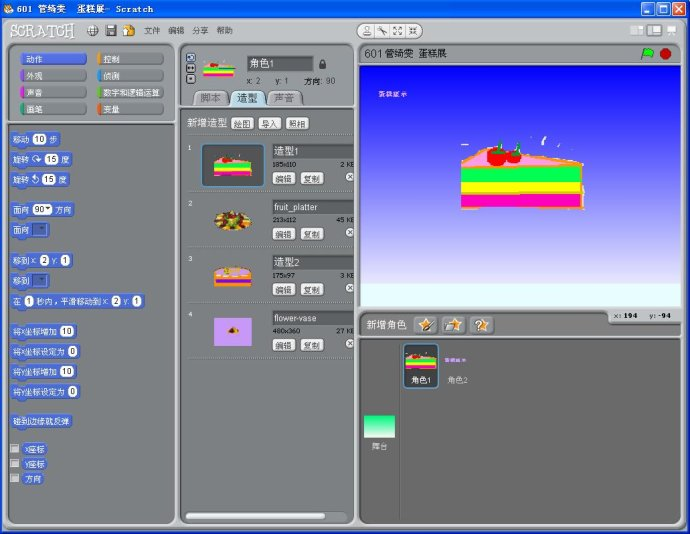 601 管绮雯 蛋糕展- Scratch
SCRATCH
文件 编辑 分享 帮助
动作 控制
外观 侦测
声音 数字和逻辑运算
画笔 变量
移动 10 步
旋转 15 度
旋转 15 度
面向 90 方向
面向
移到 x: 2 y: 1
移到
在 1 秒内，平滑移动到 x: 2 y: 1
将x坐标增加 10
将x坐标设定为 0
将y坐标增加 10
将y坐标设定为 0
碰到边缘就反弹
x座标
y座标
方向
角色1
x: 2 y: 1 方向: 90
脚本 造型 声音
新增造型 绘图 导入 照相
1 造型1
185x110 2 KB
编辑 复制
2 fruit_platter
213x112 45 KB
编辑 复制
3 造型2
175x97 3 KB
编辑 复制
4 flower-vase
480x360 27 KB
编辑 复制
601 管绮雯 蛋糕展
蛋糕展示
x: 194 y: -94
新增角色
角色1 角色2
舞台